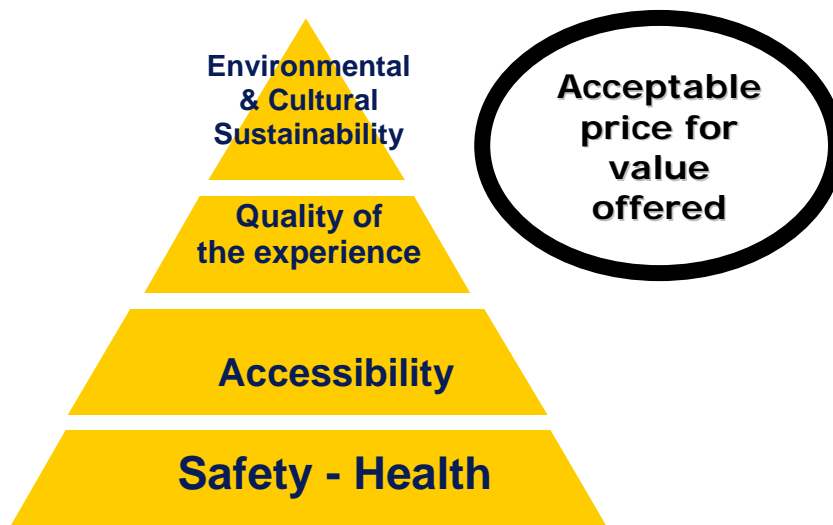 Environmental
& Cultural
Sustainability
Quality of
the experience
Accessibility
Safety - Health
Acceptable
price for
value
offered